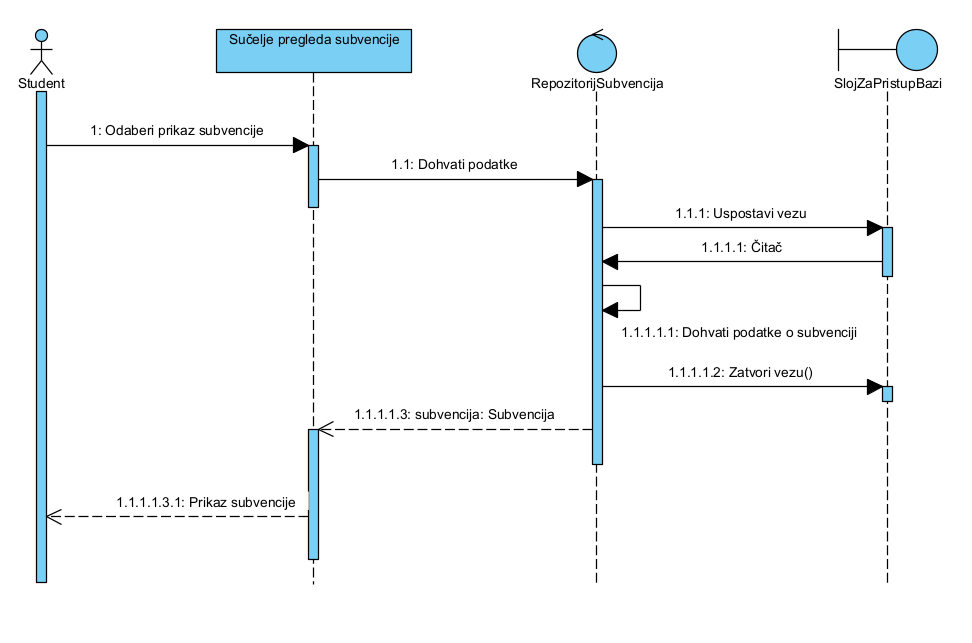 Sučelje pregleda subvencije
Student
RepozitorijSubvencija
SlojZaPristupBazi
1: Odaberi prikaz subvencije
1.1: Dohvati podatke
1.1.1: Uspostavi vezu
1.1.1.1: Čitač
1.1.1.1.1: Dohvati podatke o subvenciji
1.1.1.1.2: Zatvori vezu()
1.1.1.1.3: subvencija: Subvencija
1.1.1.1.3.1: Prikaz subvencije